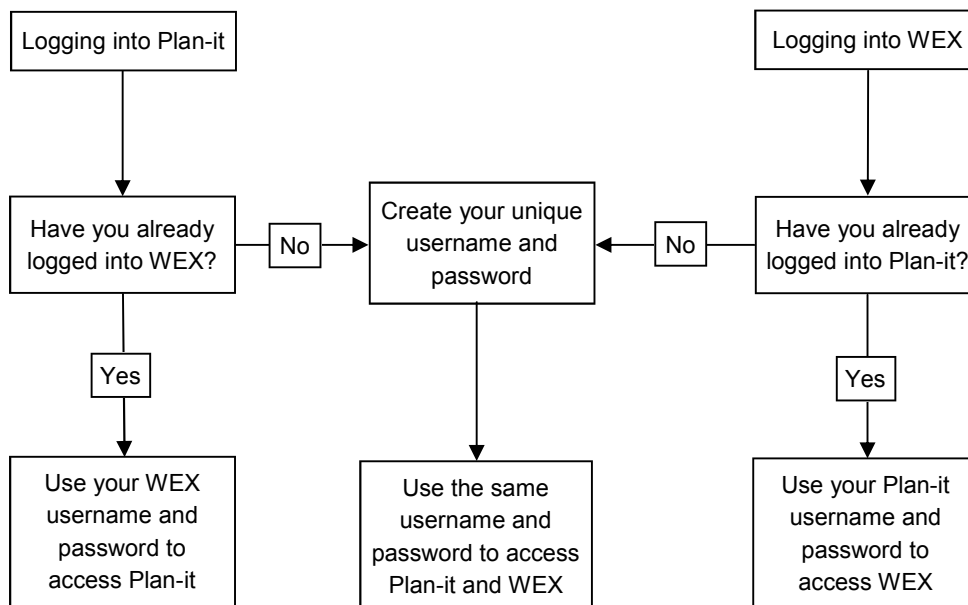 Logging into Plan-it
Logging into WEX
Have you already
logged into WEX?
No
Create your unique
username and
password
No
Have you already
logged into Plan-it?
Yes
Yes
Use your WEX
username and
password to
access Plan-it
Use the same
username and
password to access
Plan-it and WEX
Use your Plan-it
username and
password to
access WEX